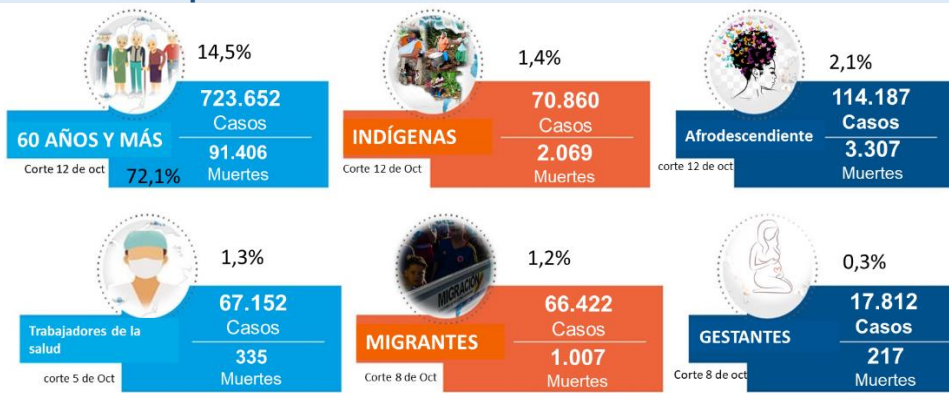 14,5%
723.652
Casos
60 AÑOS Y MÁS
91.406
Muertes
Corte 12 de oct
72,1%
1,4%
70.860
Casos
INDÍGENAS
2.069
Muertes
Corte 12 de Oct
2,1%
114.187
Casos
Afrodescendiente
3.307
Muertes
corte 12 de oct
1,3%
67.152
Casos
Trabajadores de la
salud
335
Muertes
corte 5 de Oct
MIGRACIÓN
1,2%
66.422
Casos
MIGRANTES
1.007
Muertes
Corte 8 de Oct
0,3%
17.812
Casos
GESTANTES
217
Muertes
Corte 8 de oct